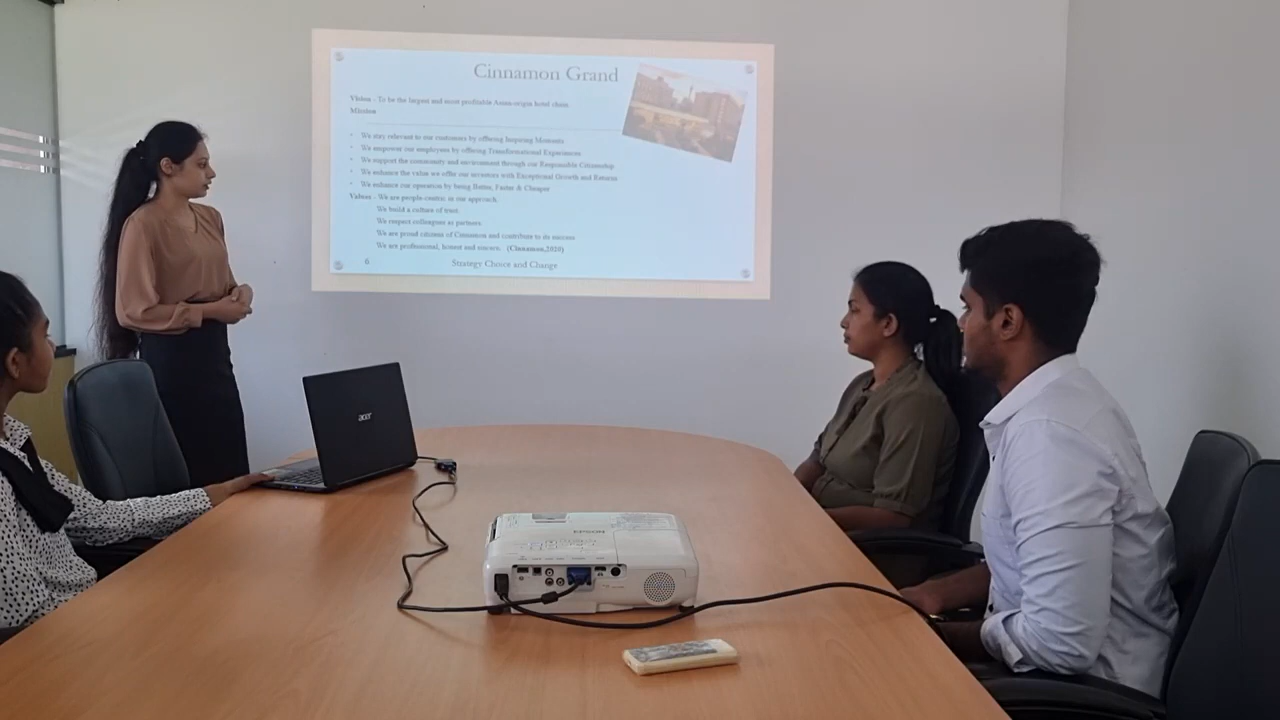 Cinnamon Grand
Vision - To be the largest and most profitable Asian-origin hotel chain.
Mission
• We stay relevant to our customers by offering Inspiring Moments
• We empower our employees by offering Transformational Experiences
• We support the community and environment through our Responsible Citizenship
• We enhance the value we offer our investors with Exceptional Growth and Returns
• We enhance our operation by being Better, Faster & Cheaper
Values - We are people-centric in our approach.
We build a culture of trust.
We respect colleagues as partners.
We are proud citizens of Cinnamon and contribute to its success
We are professional, honest and sincere. (Cinnamon,2020)
6 Strategy Choice and Change
acer
EPSON